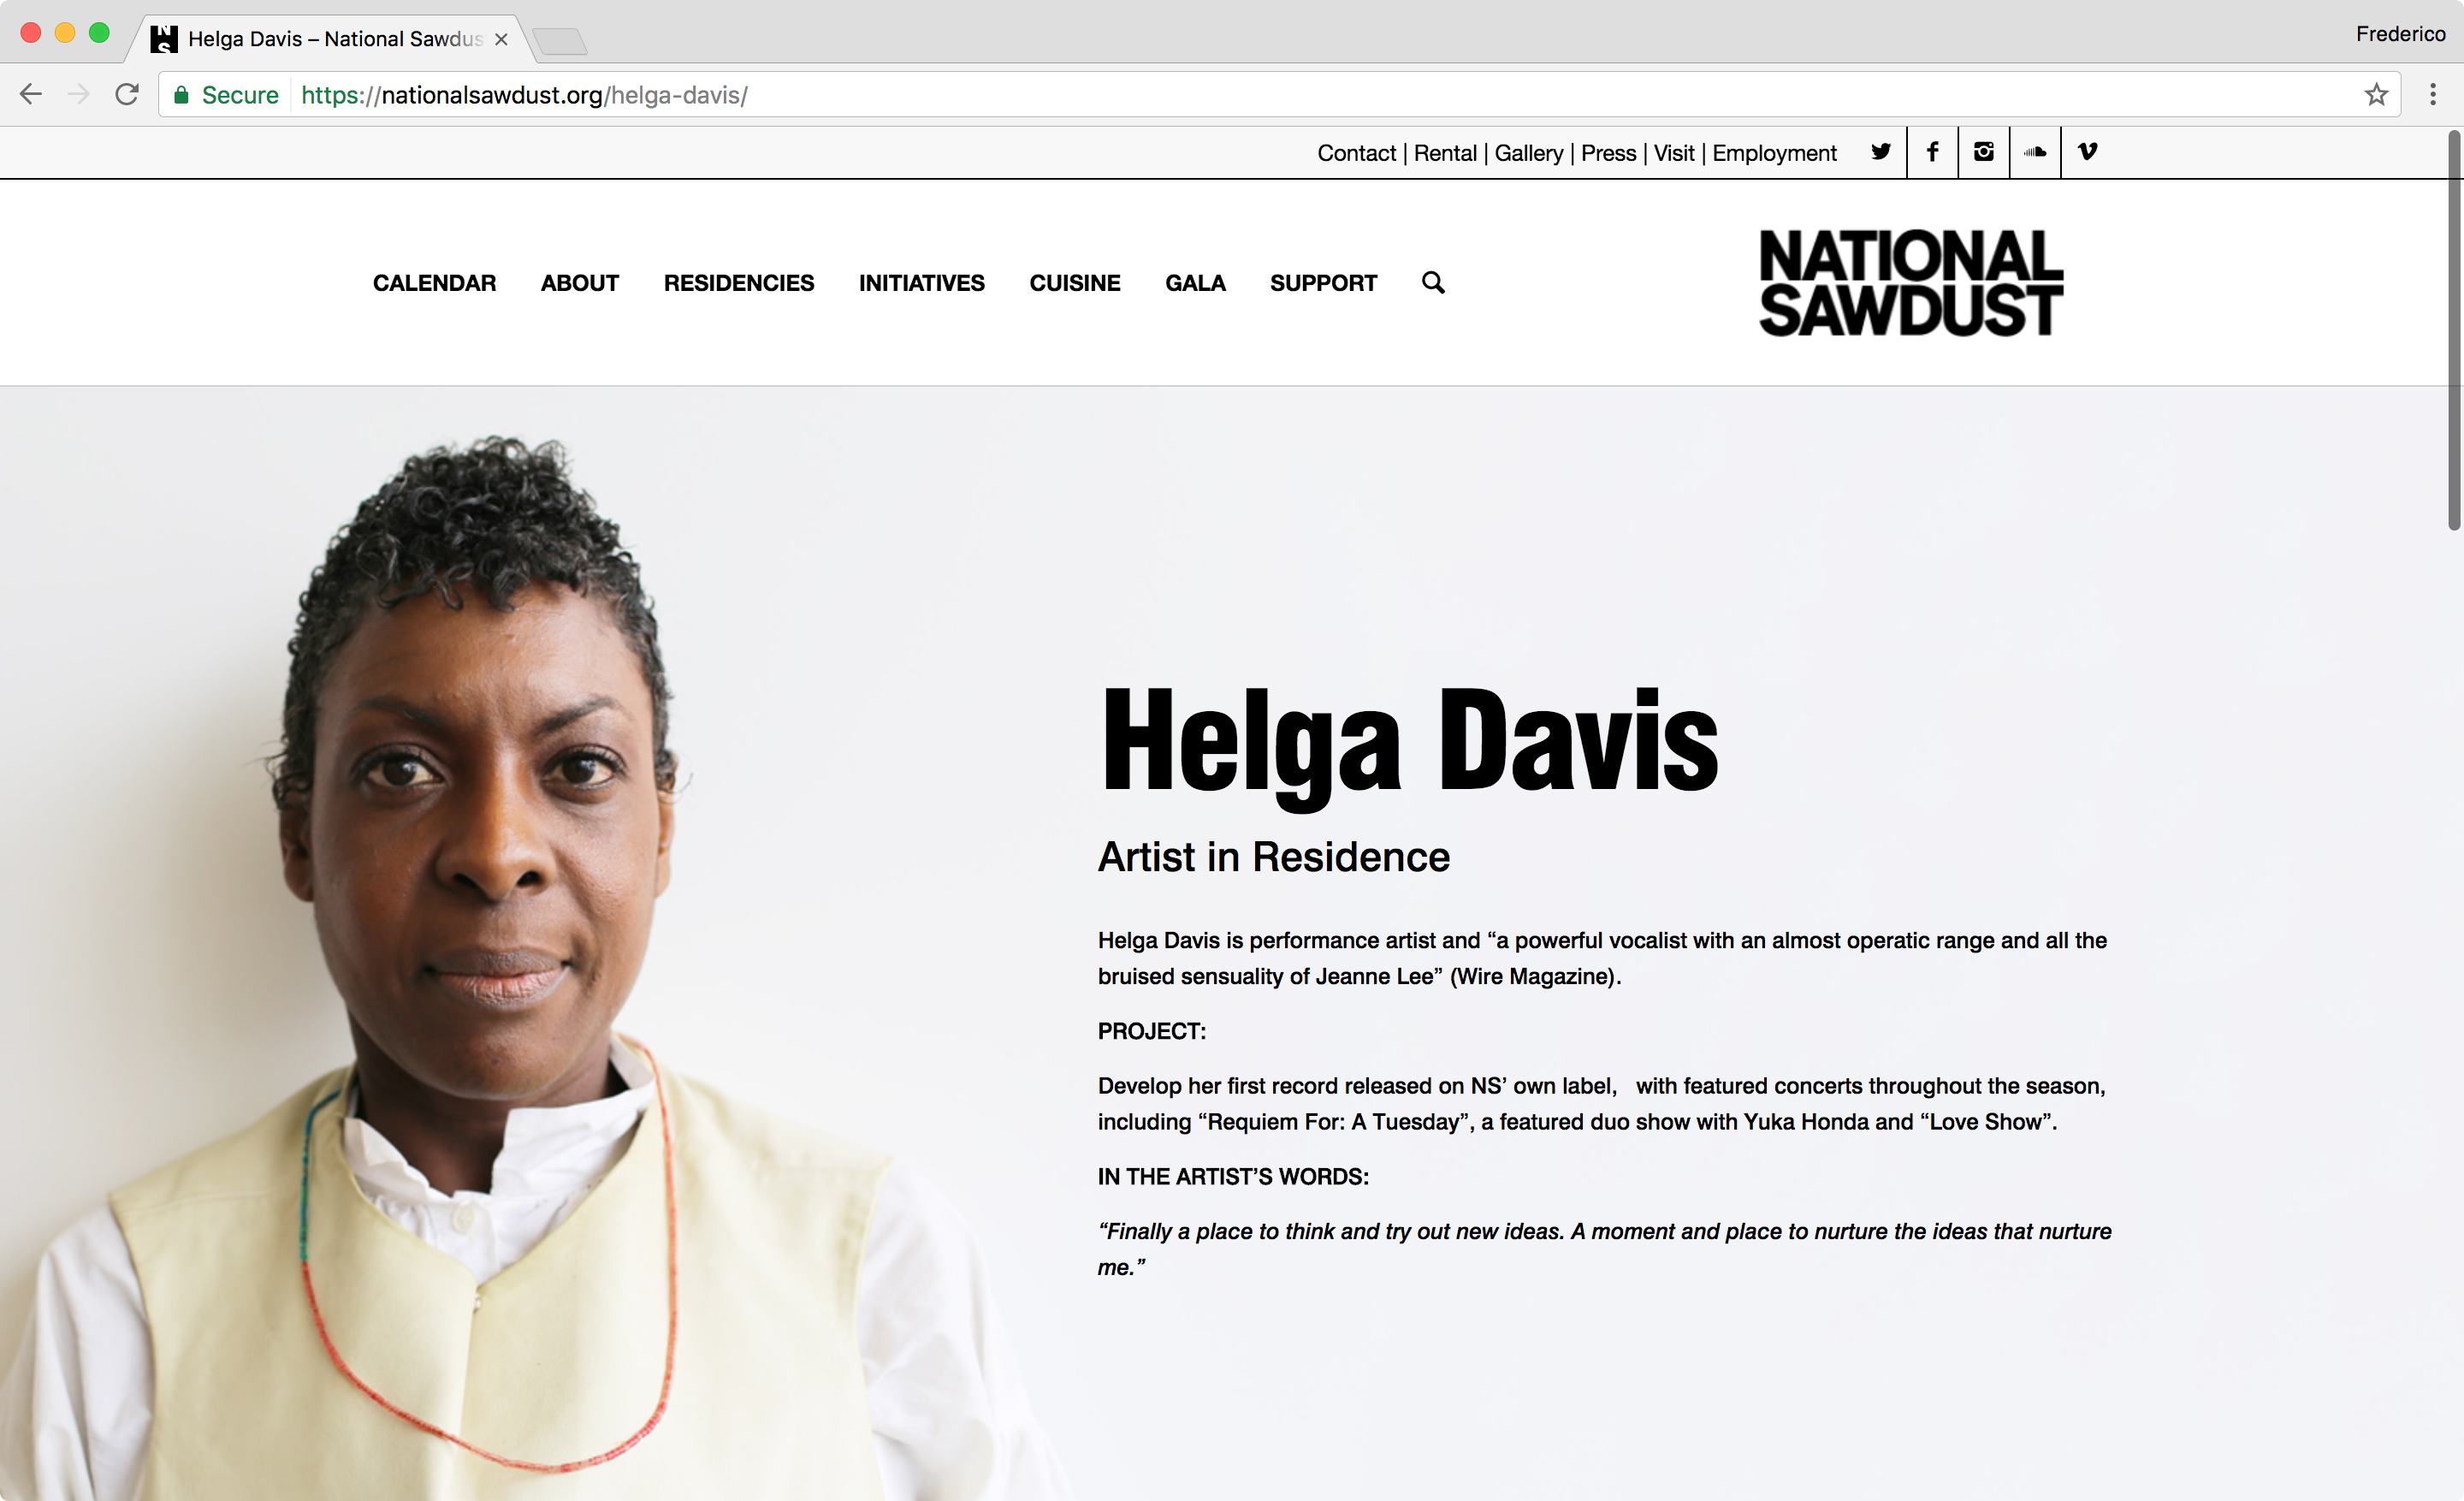 Helga Davis – National Sawdus
Frederico
Secure https://nationalsawdust.org/helga-davis/
Contact | Rental | Gallery | Press | Visit | Employment
CALENDAR ABOUT RESIDENCIES INITIATIVES CUISINE GALA SUPPORT
NATIONAL
SAWDUST
Helga Davis
Artist in Residence
Helga Davis is performance artist and “a powerful vocalist with an almost operatic range and all the
bruised sensuality of Jeanne Lee” (Wire Magazine).
PROJECT:
Develop her first record released on NS’ own label,   with featured concerts throughout the season,
including “Requiem For: A Tuesday”, a featured duo show with Yuka Honda and “Love Show”.
IN THE ARTIST’S WORDS:
“Finally a place to think and try out new ideas. A moment and place to nurture the ideas that nurture
me.”